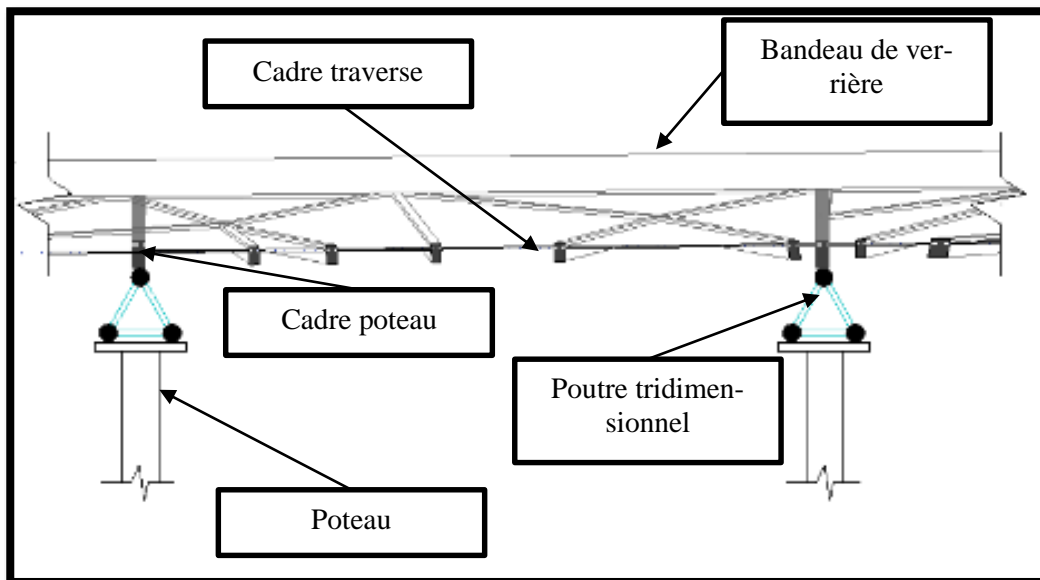 Cadre traverse
Bandeau de ver-
rière
Cadre poteau
Poutre tridimen-
sionnel
Poteau